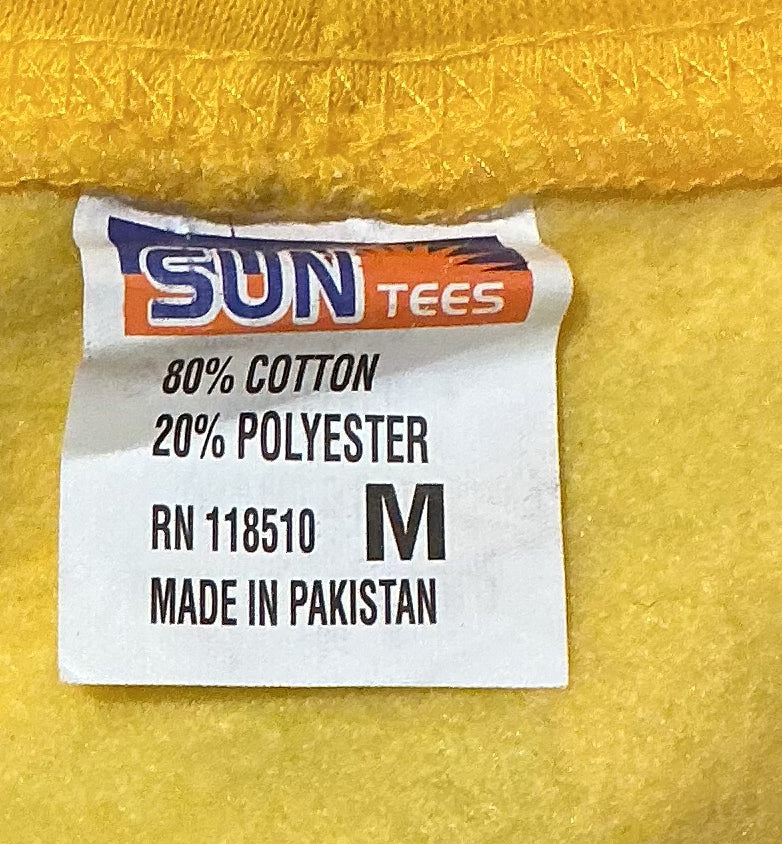 SUN TEES
80% COTTON
20% POLYESTER
RN 118510 M
MADE IN PAKISTAN